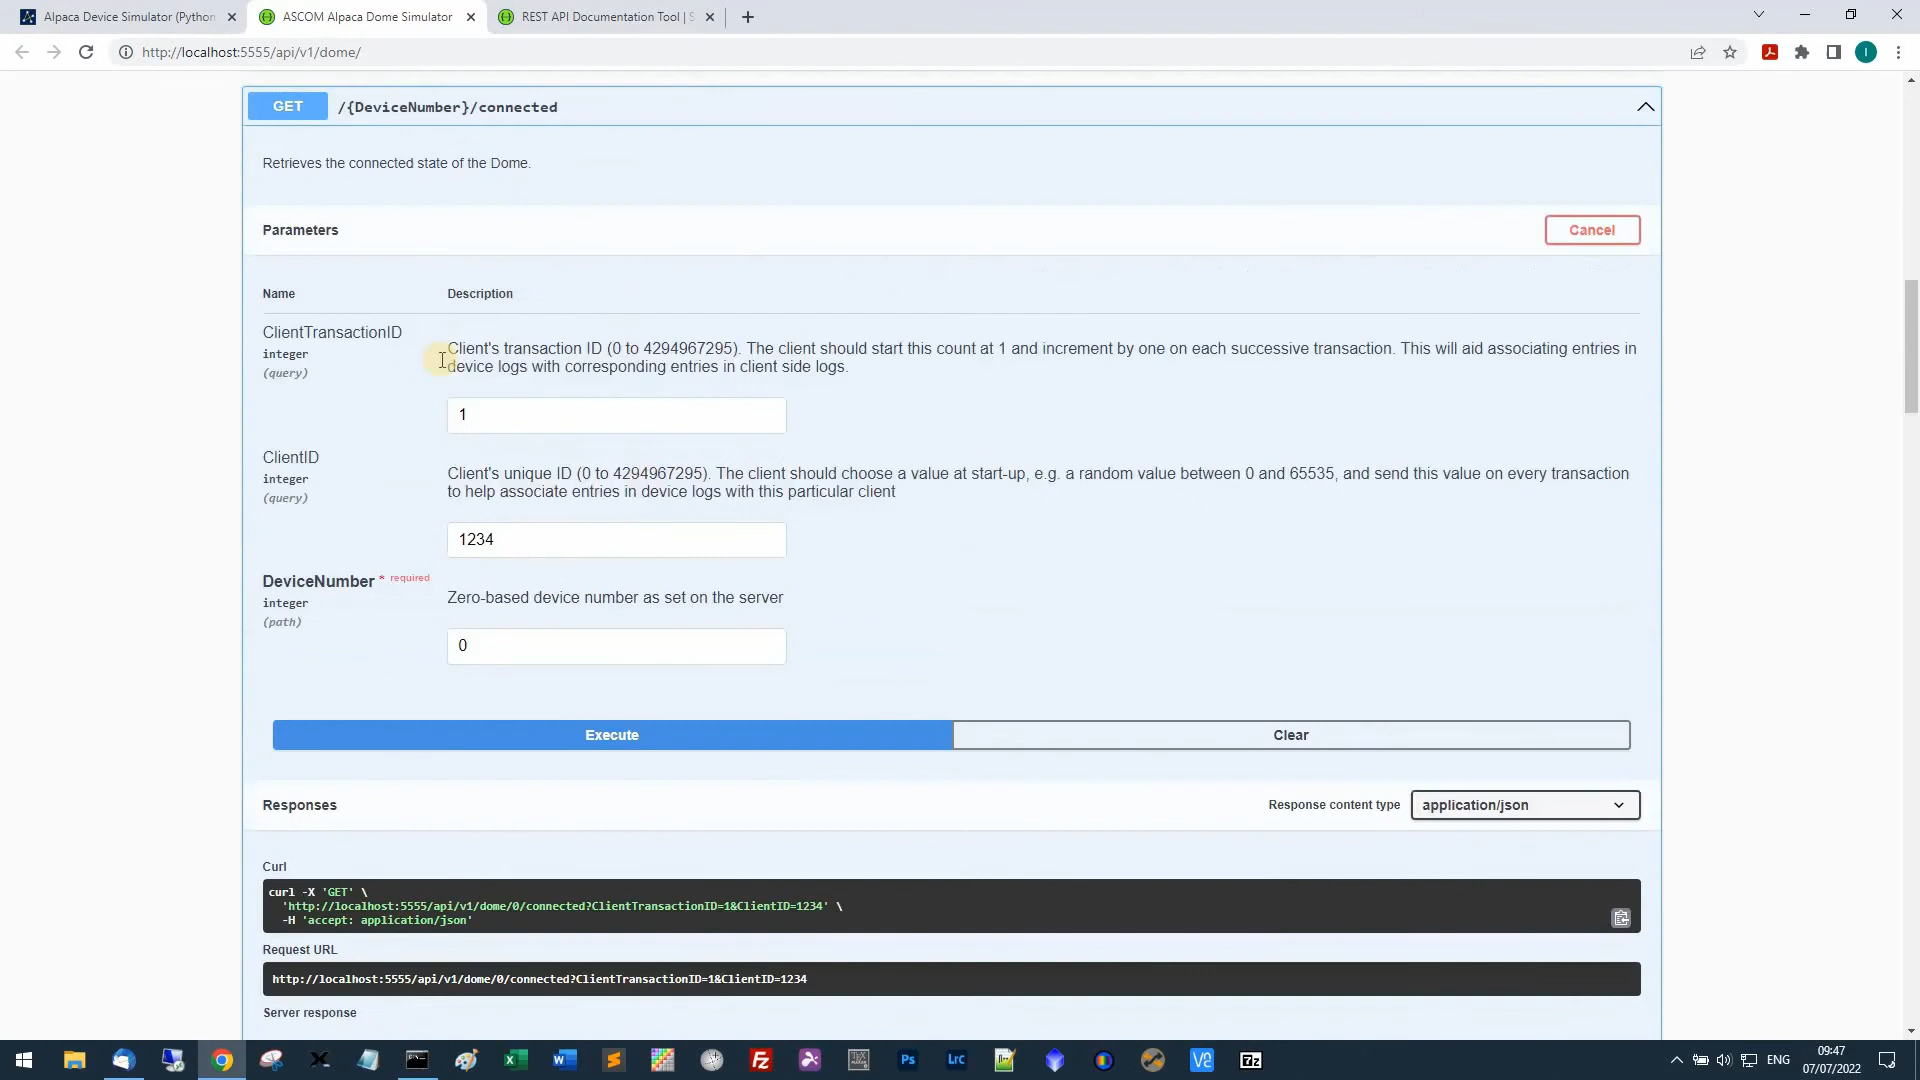 Alpaca Device Simulator (Python
ASCOM Alpaca Dome Simulator
REST API Documentation Tool | S
http://localhost:5555/api/v1/dome/
I
GET /{DeviceNumber}/connected
Retrieves the connected state of the Dome.
Parameters
Cancel
Name Description
ClientTransactionID
integer
(query)
Client's transaction ID (0 to 4294967295). The client should start this count at 1 and increment by one on each successive transaction. This will aid associating entries in
device logs with corresponding entries in client side logs.
1
ClientID
integer
(query)
Client's unique ID (0 to 4294967295). The client should choose a value at start-up, e.g. a random value between 0 and 65535, and send this value on every transaction
to help associate entries in device logs with this particular client
1234
DeviceNumber * required
integer
(path)
Zero-based device number as set on the server
0
Execute Clear
Responses
Response content type application/json
Curl
curl -X 'GET' \
'http://localhost:5555/api/v1/dome/0/connected?ClientTransactionID=1&ClientID=1234' \
-H 'accept: application/json'
Request URL
http://localhost:5555/api/v1/dome/0/connected?ClientTransactionID=1&ClientID=1234
Server response
Ps
Lrc
7z
ENG
09:47
07/07/2022